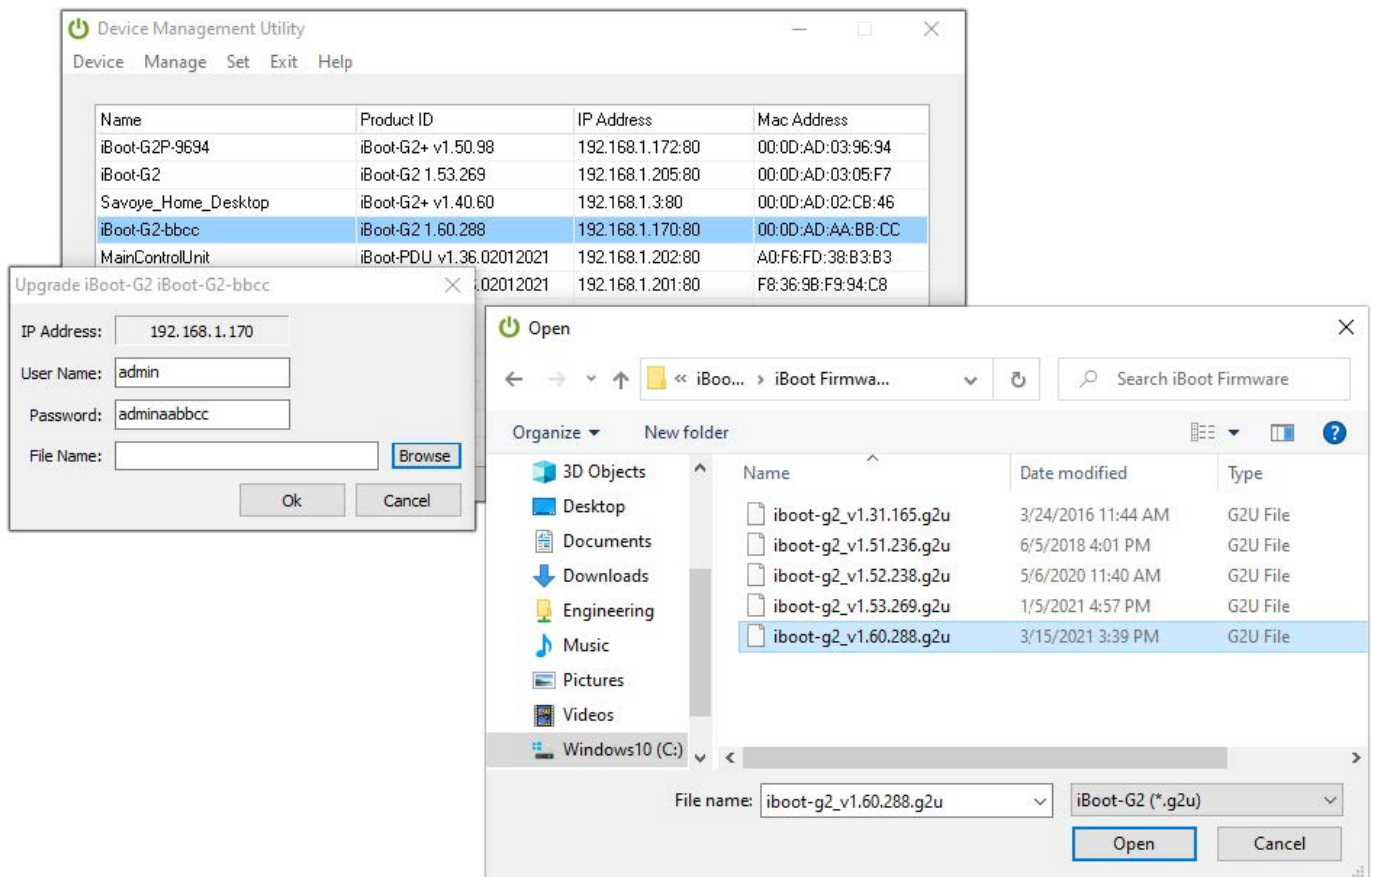 Device Management Utility
Device Manage Set Exit Help
Name Product ID IP Address Mac Address
iBoot-G2P-9694 iBoot-G2+ v1.50.98 192.168.1.172:80 00:0D:AD:03:96:94
iBoot-G2 iBoot-G2 1.53.269 192.168.1.205:80 00:0D:AD:03:05:F7
Savoye_Home_Desktop iBoot-G2+ v1.40.60 192.168.1.3:80 00:0D:AD:02:CB:46
iBoot-G2-bbcc iBoot-G2 1.60.288 192.168.1.170:80 00:0D:AD:AA:BB:CC
MainControlUnit iBoot-PDU v1.36.02012021 192.168.1.202:80 A0:F6:FD:38:B3:B3
.02012021 192.168.1.201:80 F8:36:9B:F9:94:C8
Upgrade iBoot-G2 iBoot-G2-bbcc
IP Address: 192.168.1.170
User Name: admin
Password: adminaabbcc
File Name: Browse
Ok Cancel
Open
« iBoo... › iBoot Firmwa... Search iBoot Firmware
Organize New folder
3D Objects
Desktop
Documents
Downloads
Engineering
Music
Pictures
Videos
Windows10 (C:)
Name Date modified Type
iboot-g2_v1.31.165.g2u 3/24/2016 11:44 AM G2U File
iboot-g2_v1.51.236.g2u 6/5/2018 4:01 PM G2U File
iboot-g2_v1.52.238.g2u 5/6/2020 11:40 AM G2U File
iboot-g2_v1.53.269.g2u 1/5/2021 4:57 PM G2U File
iboot-g2_v1.60.288.g2u 3/15/2021 3:39 PM G2U File
File name: iboot-g2_v1.60.288.g2u iBoot-G2 (*.g2u)
Open Cancel